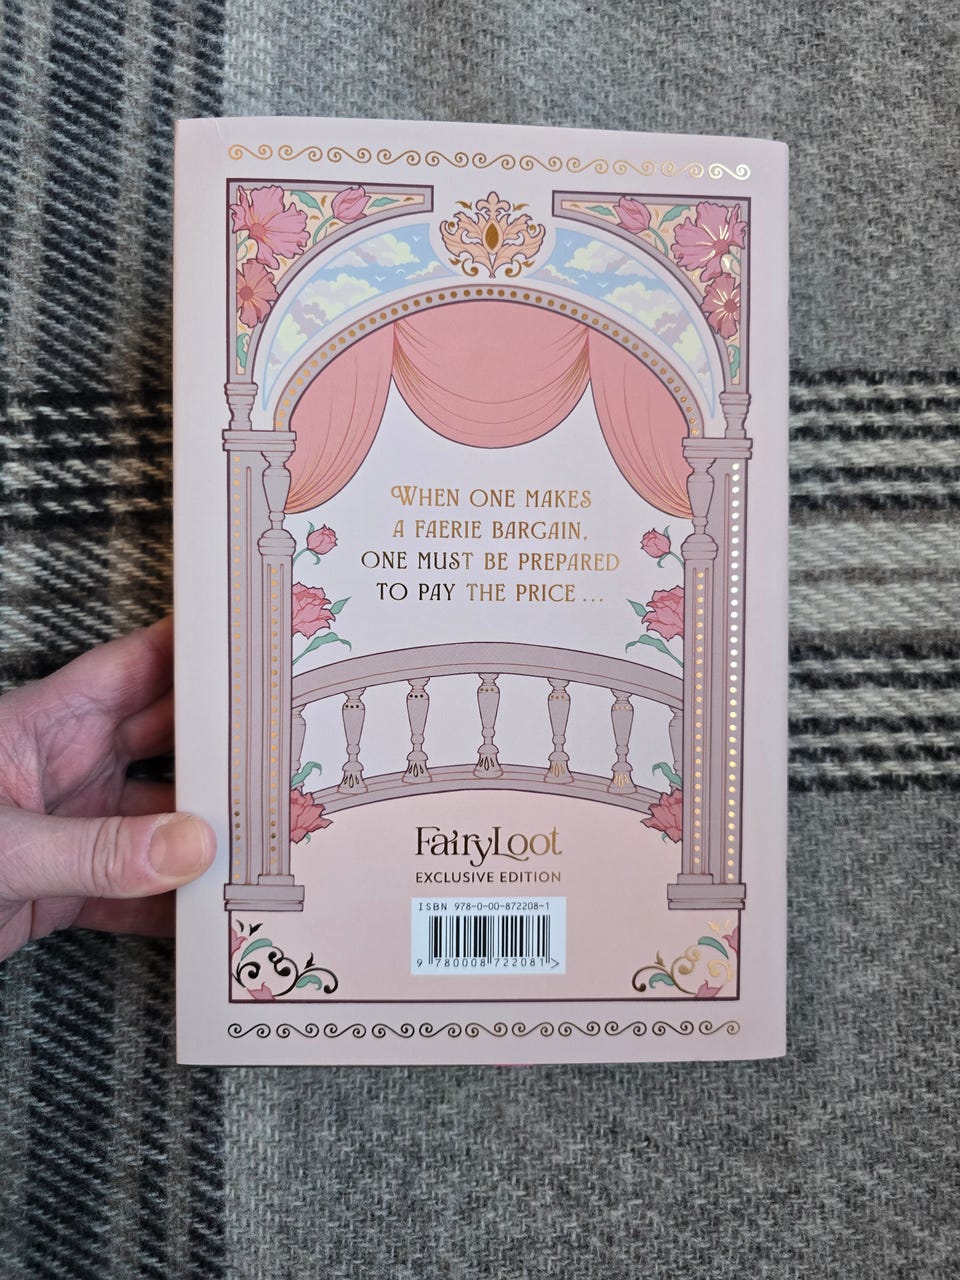 WHEN ONE MAKES
A FAERIE BARGAIN,
ONE MUST BE PREPARED
TO PAY THE PRICE...
FairyLoot
EXCLUSIVE EDITION
ISBN 978-0-00-872208-1
9 780008 722081 >